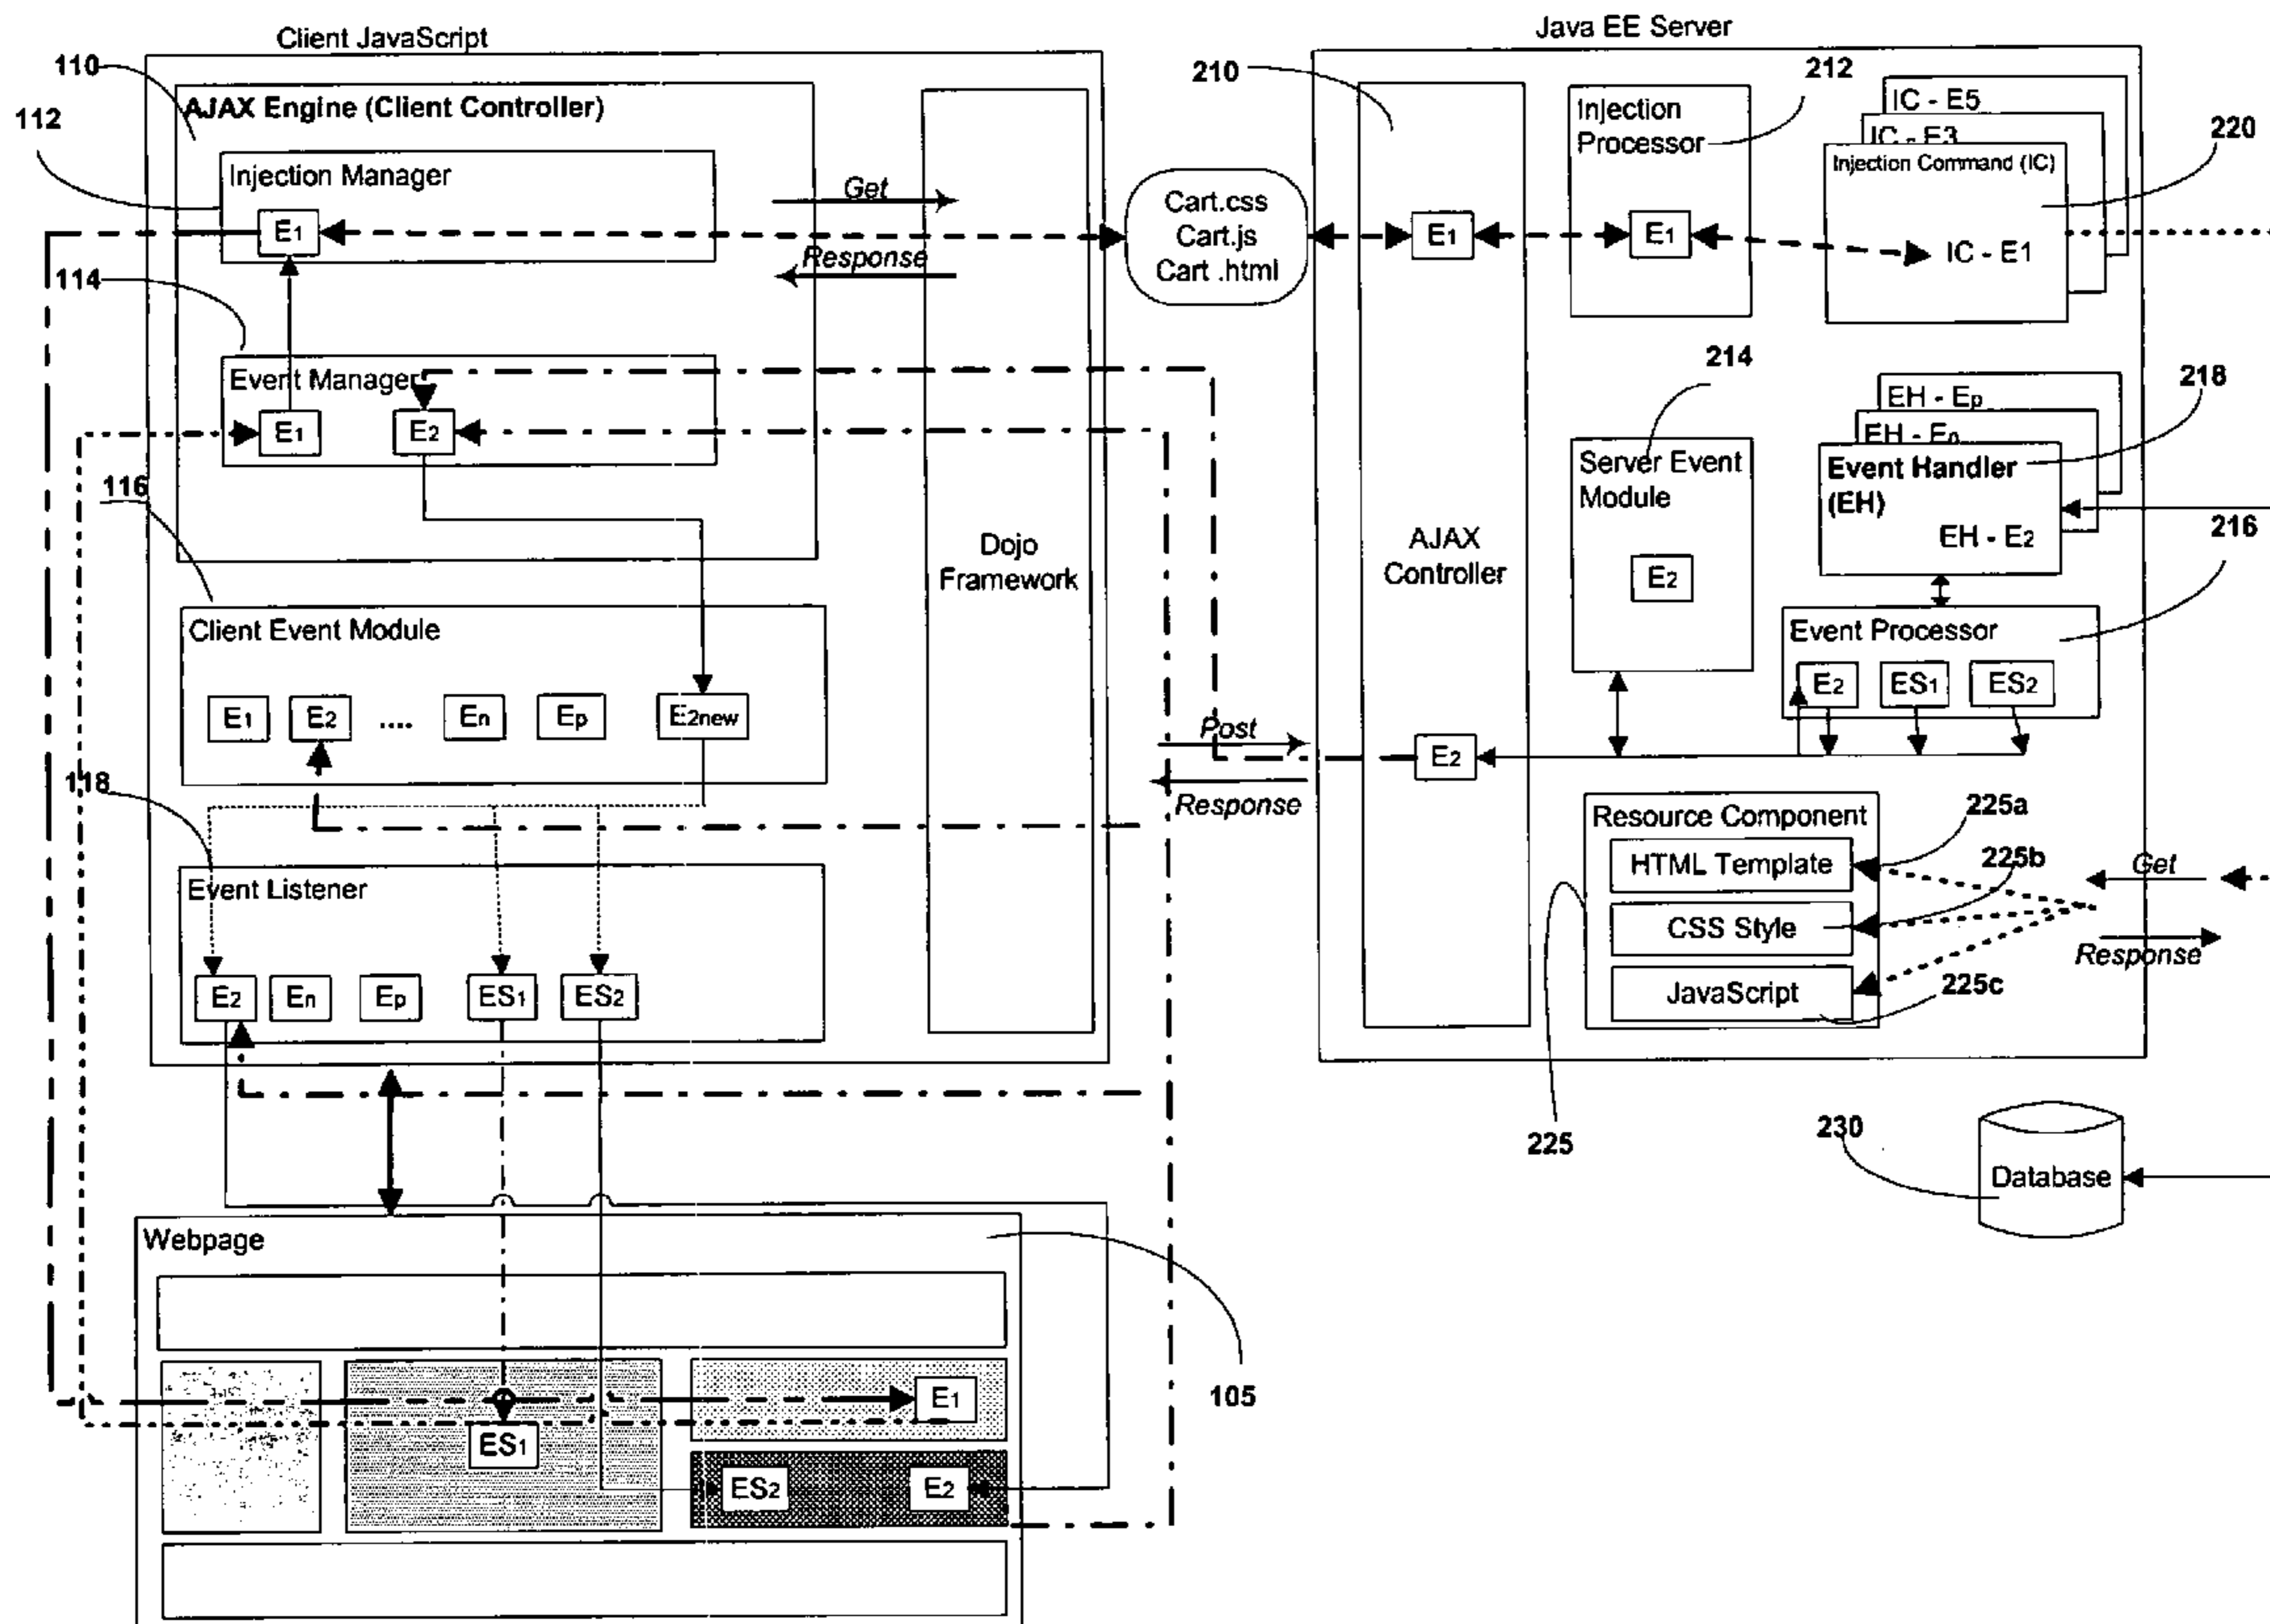 Client JavaScript
110
112
AJAX Engine (Client Controller)
Injection Manager
E1
Get
Response
114
Event Manager
E1
E2
116
Client Event Module
E1
E2
....
En
Ep
E2new
118
Event Listener
E2
En
Ep
ES1
ES2
Dojo
Framework
Cart.css
Cart.js
Cart .html
Post
Response
Webpage
105
E1
ES1
ES2
E2
Java EE Server
210
AJAX
Controller
E1
E2
Injection
Processor
212
E1
IC - E5
IC - E3
Injection Command (IC)
IC - E1
220
214
Server Event
Module
E2
EH - Ep
EH - En
Event Handler
(EH)
EH - E2
218
216
Event Processor
E2
ES1
ES2
Resource Component
HTML Template
CSS Style
JavaScript
225a
225b
225c
225
Get
Response
230
Database